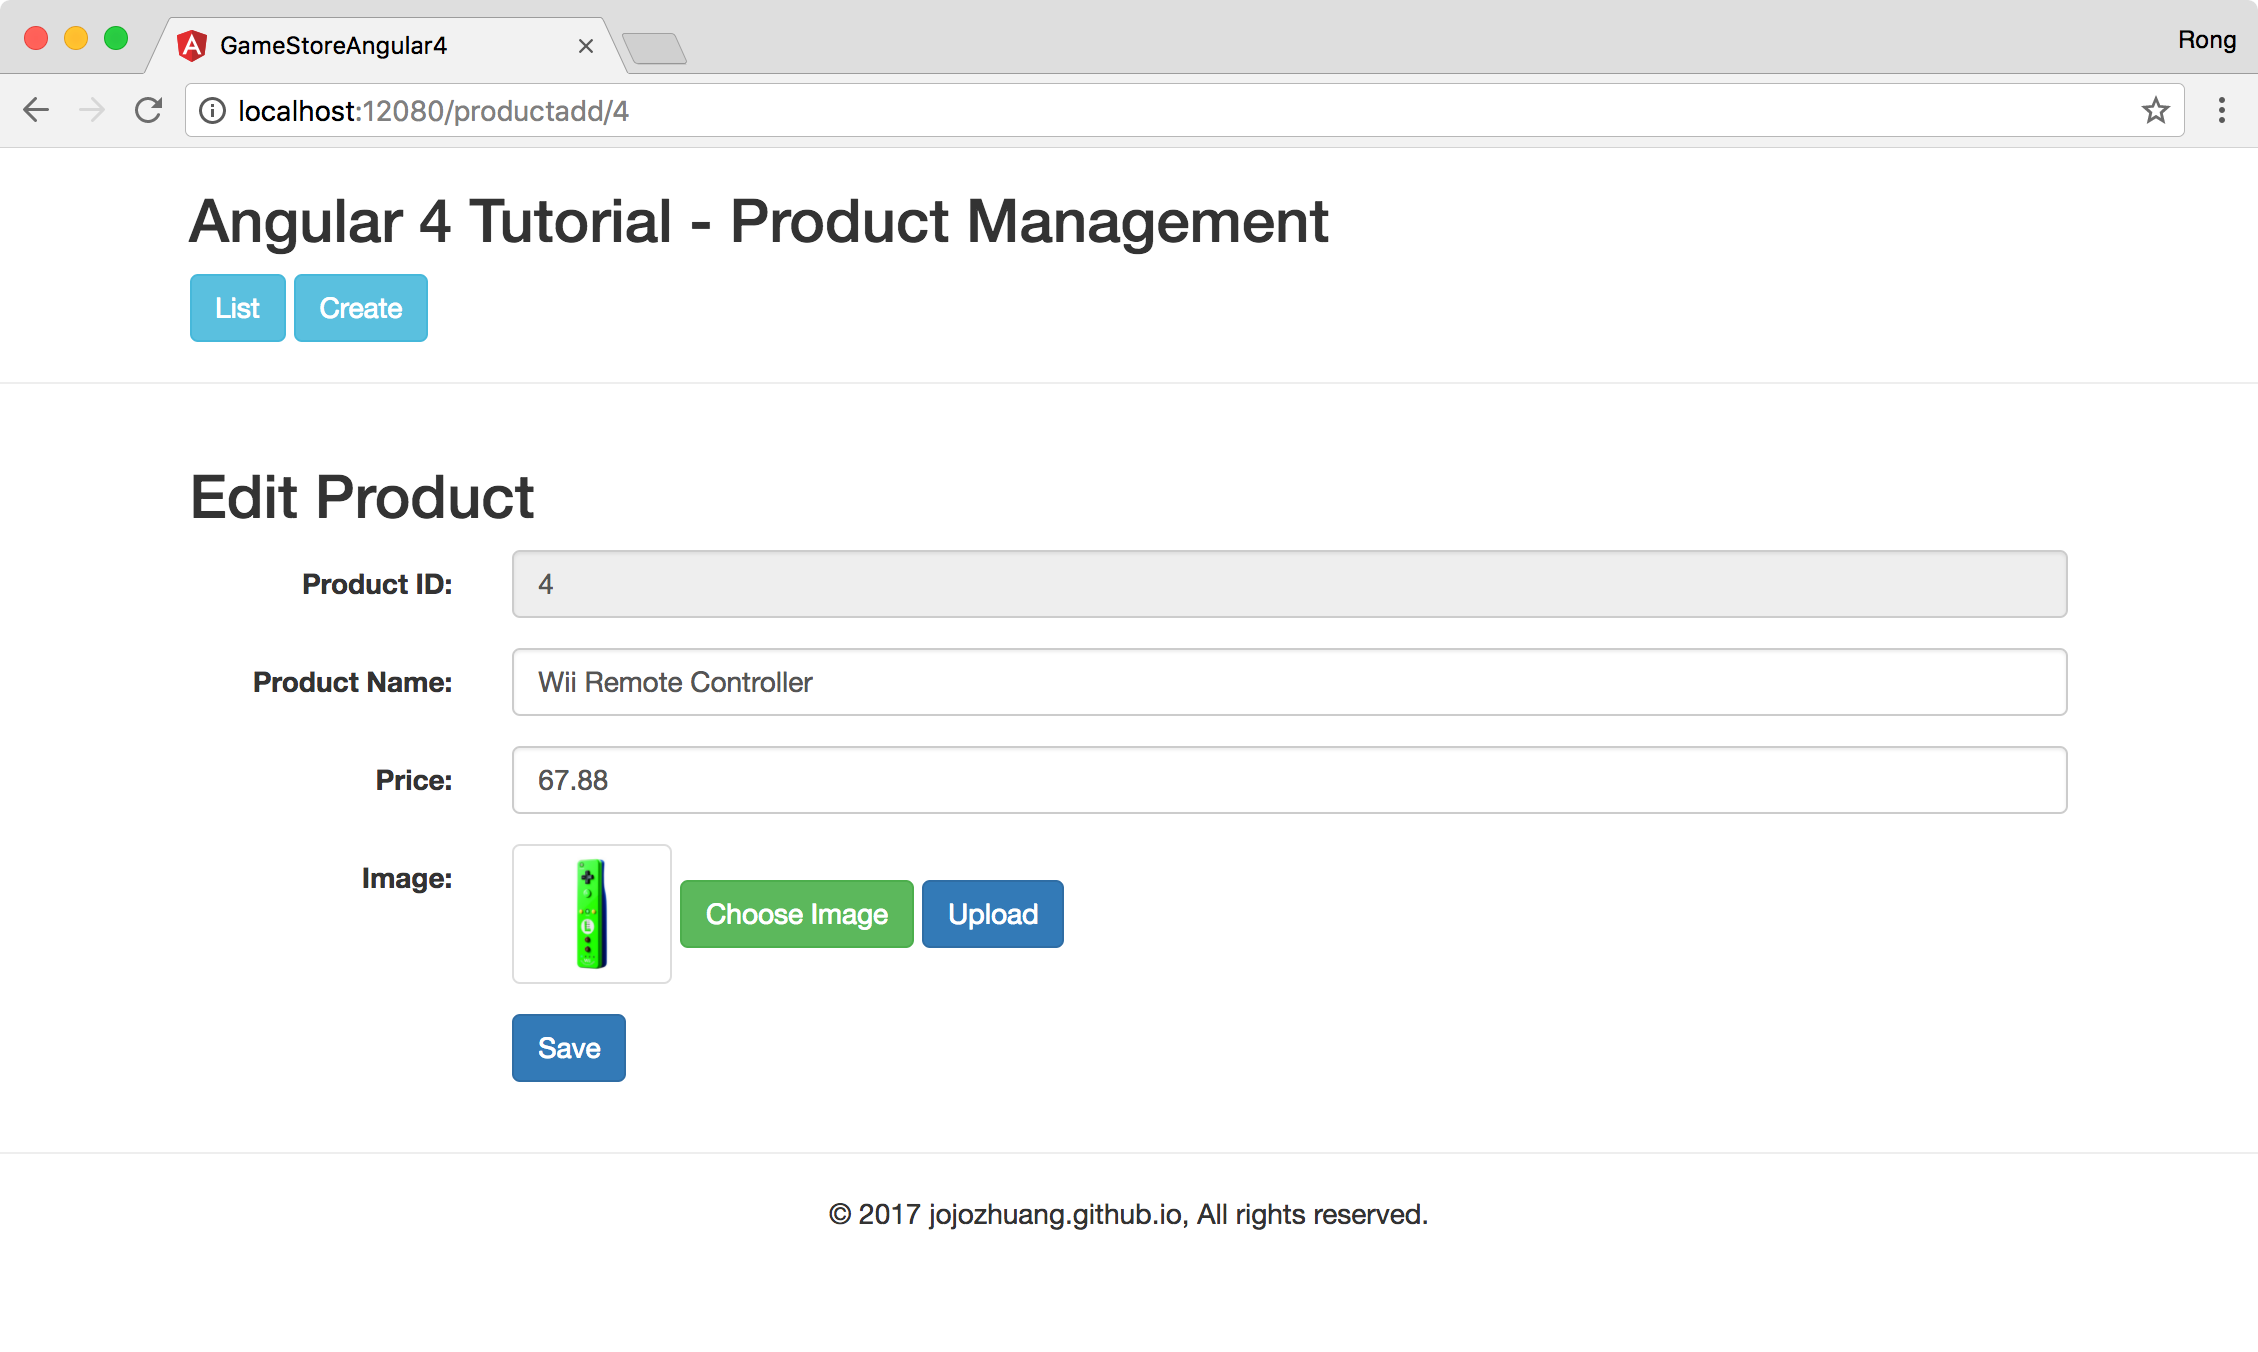 GameStoreAngular4
Rong
localhost:12080/productadd/4
Angular 4 Tutorial - Product Management
List Create
Edit Product
Product ID: 4
Product Name: Wii Remote Controller
Price: 67.88
Image: Choose Image Upload
Save
© 2017 jojozhuang.github.io, All rights reserved.